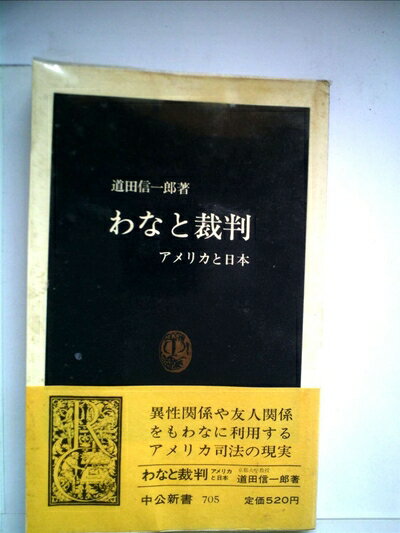 道田信一郎著
わなと裁判
アメリカと日本
異性関係や友人関係
をもわなに利用する
アメリカ司法の現実
わなと裁判 アメリカと日本 京都大学教授 道田信一郎著
中公新書 705 定価520円